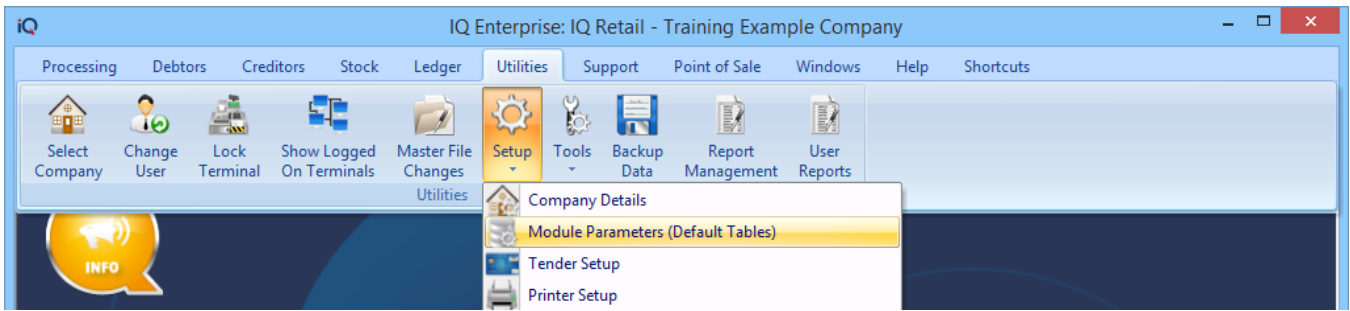 iQ IQ Enterprise: IQ Retail - Training Example Company
Processing Debtors Creditors Stock Ledger Utilities Support Point of Sale Windows Help Shortcuts
Select Change Lock Show Logged Master File Setup Tools Backup Report User
Company User Terminal On Terminals Changes Data Management Reports
Utilities
Company Details
Module Parameters (Default Tables)
Tender Setup
Printer Setup
INFO